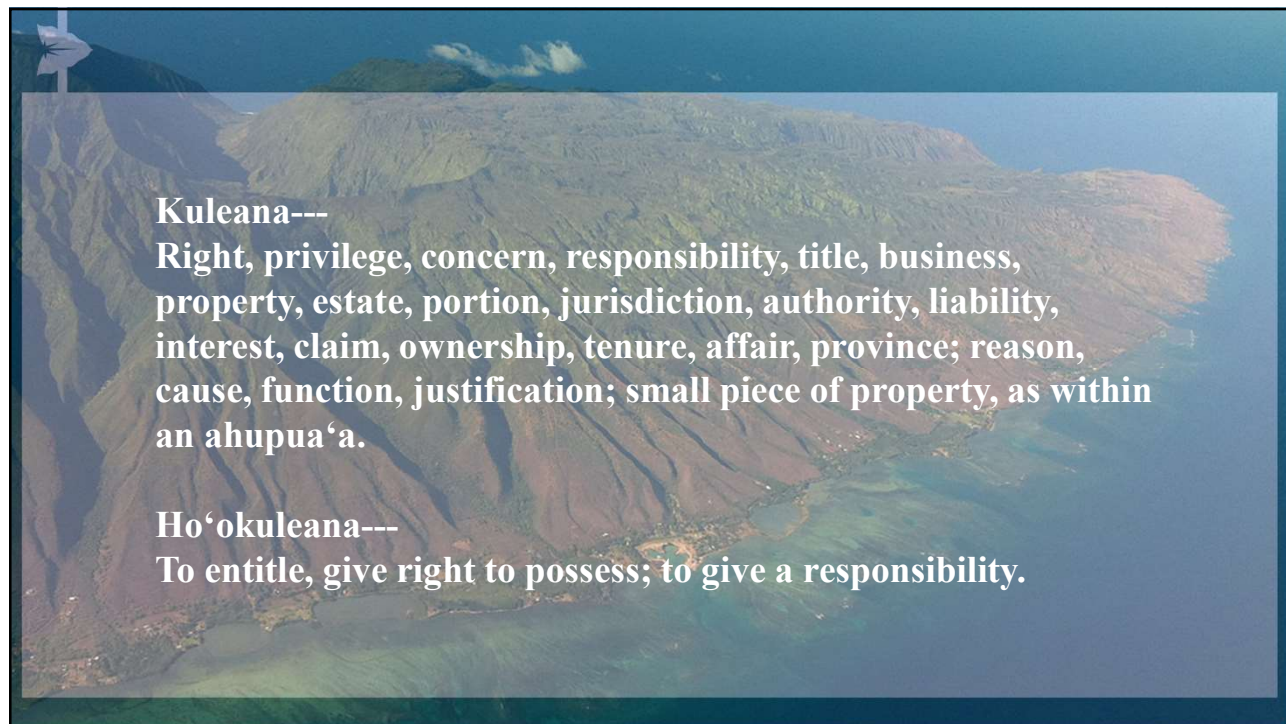 Kuleana---
Right, privilege, concern, responsibility, title, business,
property, estate, portion, jurisdiction, authority, liability,
interest, claim, ownership, tenure, affair, province; reason,
cause, function, justification; small piece of property, as within
an ahupua‘a.
Ho‘okuleana---
To entitle, give right to possess; to give a responsibility.